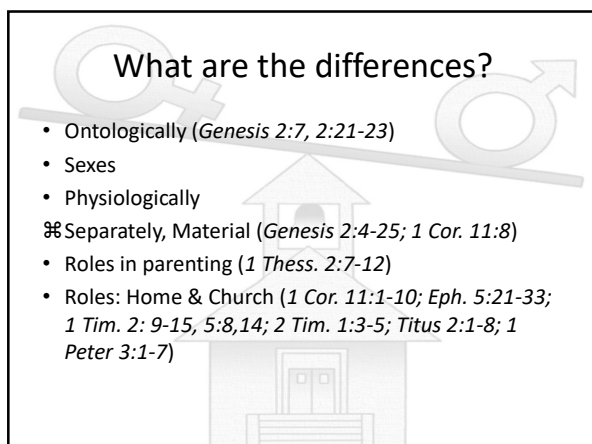 What are the differences?
• Ontologically (Genesis 2:7, 2:21-23)
• Sexes
• Physiologically
⌘Separately, Material (Genesis 2:4-25; 1 Cor. 11:8)
• Roles in parenting (1 Thess. 2:7-12)
• Roles: Home & Church (1 Cor. 11:1-10; Eph. 5:21-33;
1 Tim. 2: 9-15, 5:8,14; 2 Tim. 1:3-5; Titus 2:1-8; 1
Peter 3:1-7)